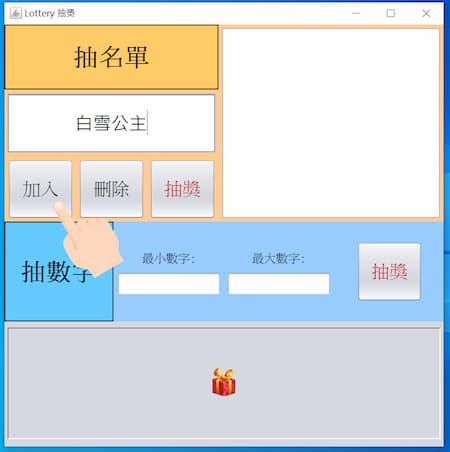 Lottery 抽獎
抽名單
白雪公主
加入
刪除
抽獎
抽數字
最小數字:
最大數字:
抽獎